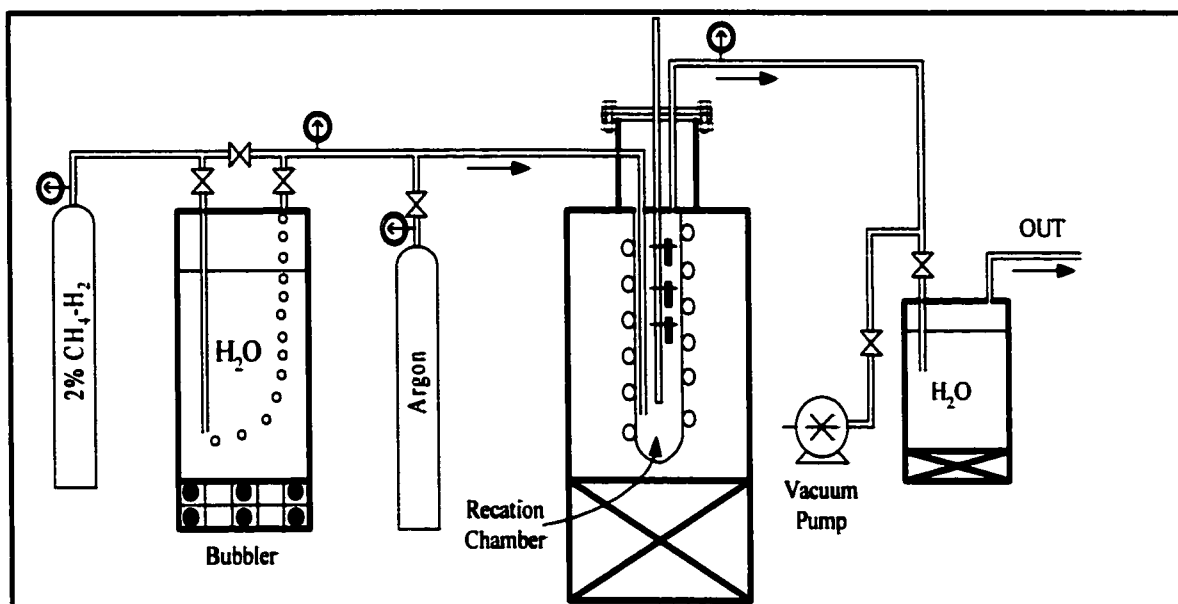 2% CH₄-H₂
H₂O
Bubbler
Argon
Recation
Chamber
Vacuum
Pump
OUT
H₂O